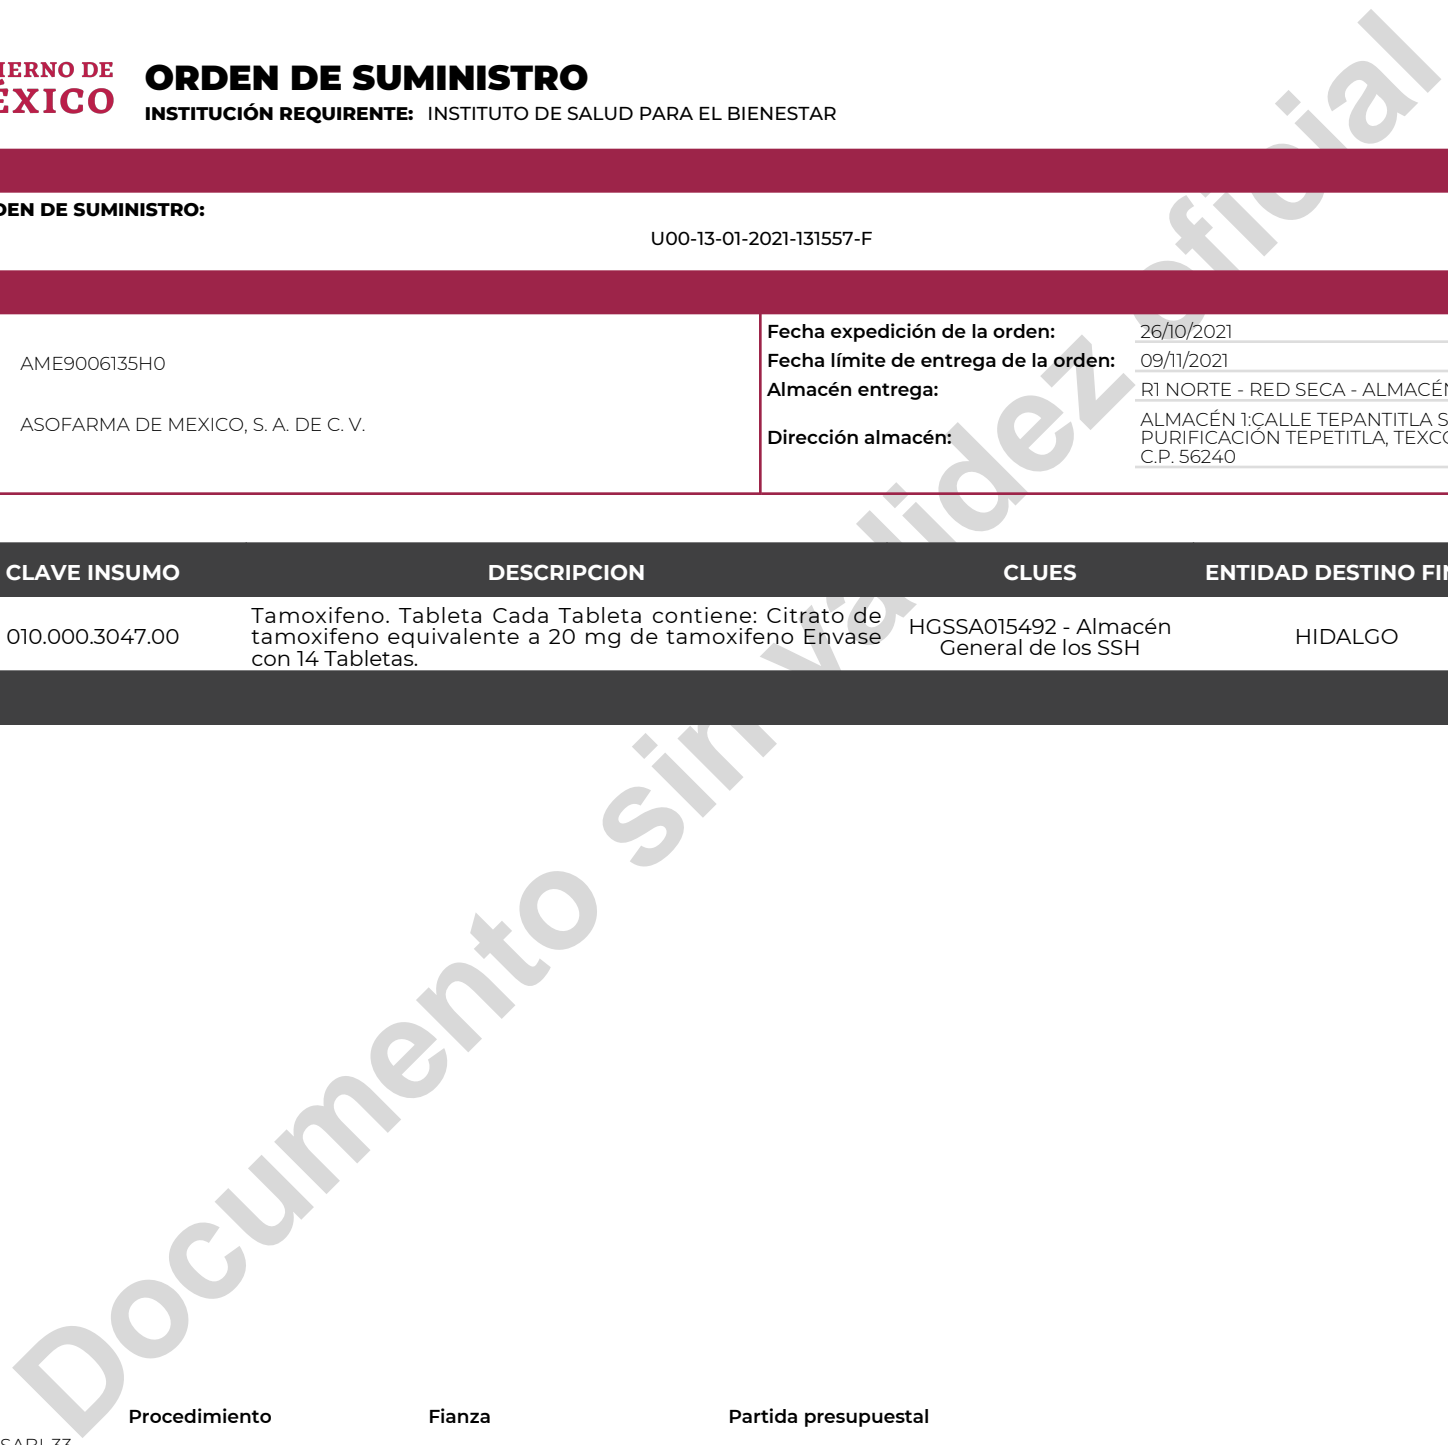 IERNO DE
ÉXICO
ORDEN DE SUMINISTRO
INSTITUCIÓN REQUIRENTE: INSTITUTO DE SALUD PARA EL BIENESTAR
DEN DE SUMINISTRO:
U00-13-01-2021-131557-F
AME9006135H0
ASOFARMA DE MEXICO, S. A. DE C. V.
Fecha expedición de la orden: 26/10/2021
Fecha límite de entrega de la orden: 09/11/2021
Almacén entrega: R1 NORTE - RED SECA - ALMACÉN
Dirección almacén: ALMACÉN 1:CALLE TEPANTITLA S
PURIFICACIÓN TEPETITLA, TEXCO
C.P. 56240
CLAVE INSUMO DESCRIPCION CLUES ENTIDAD DESTINO FIN
010.000.3047.00
Tamoxifeno. Tableta Cada Tableta contiene: Citrato de
tamoxifeno equivalente a 20 mg de tamoxifeno Envase
con 14 Tabletas.
HGSSA015492 - Almacén
General de los SSH
HIDALGO
Documento sin validez oficial
Procedimiento Fianza Partida presupuestal
SABI-33